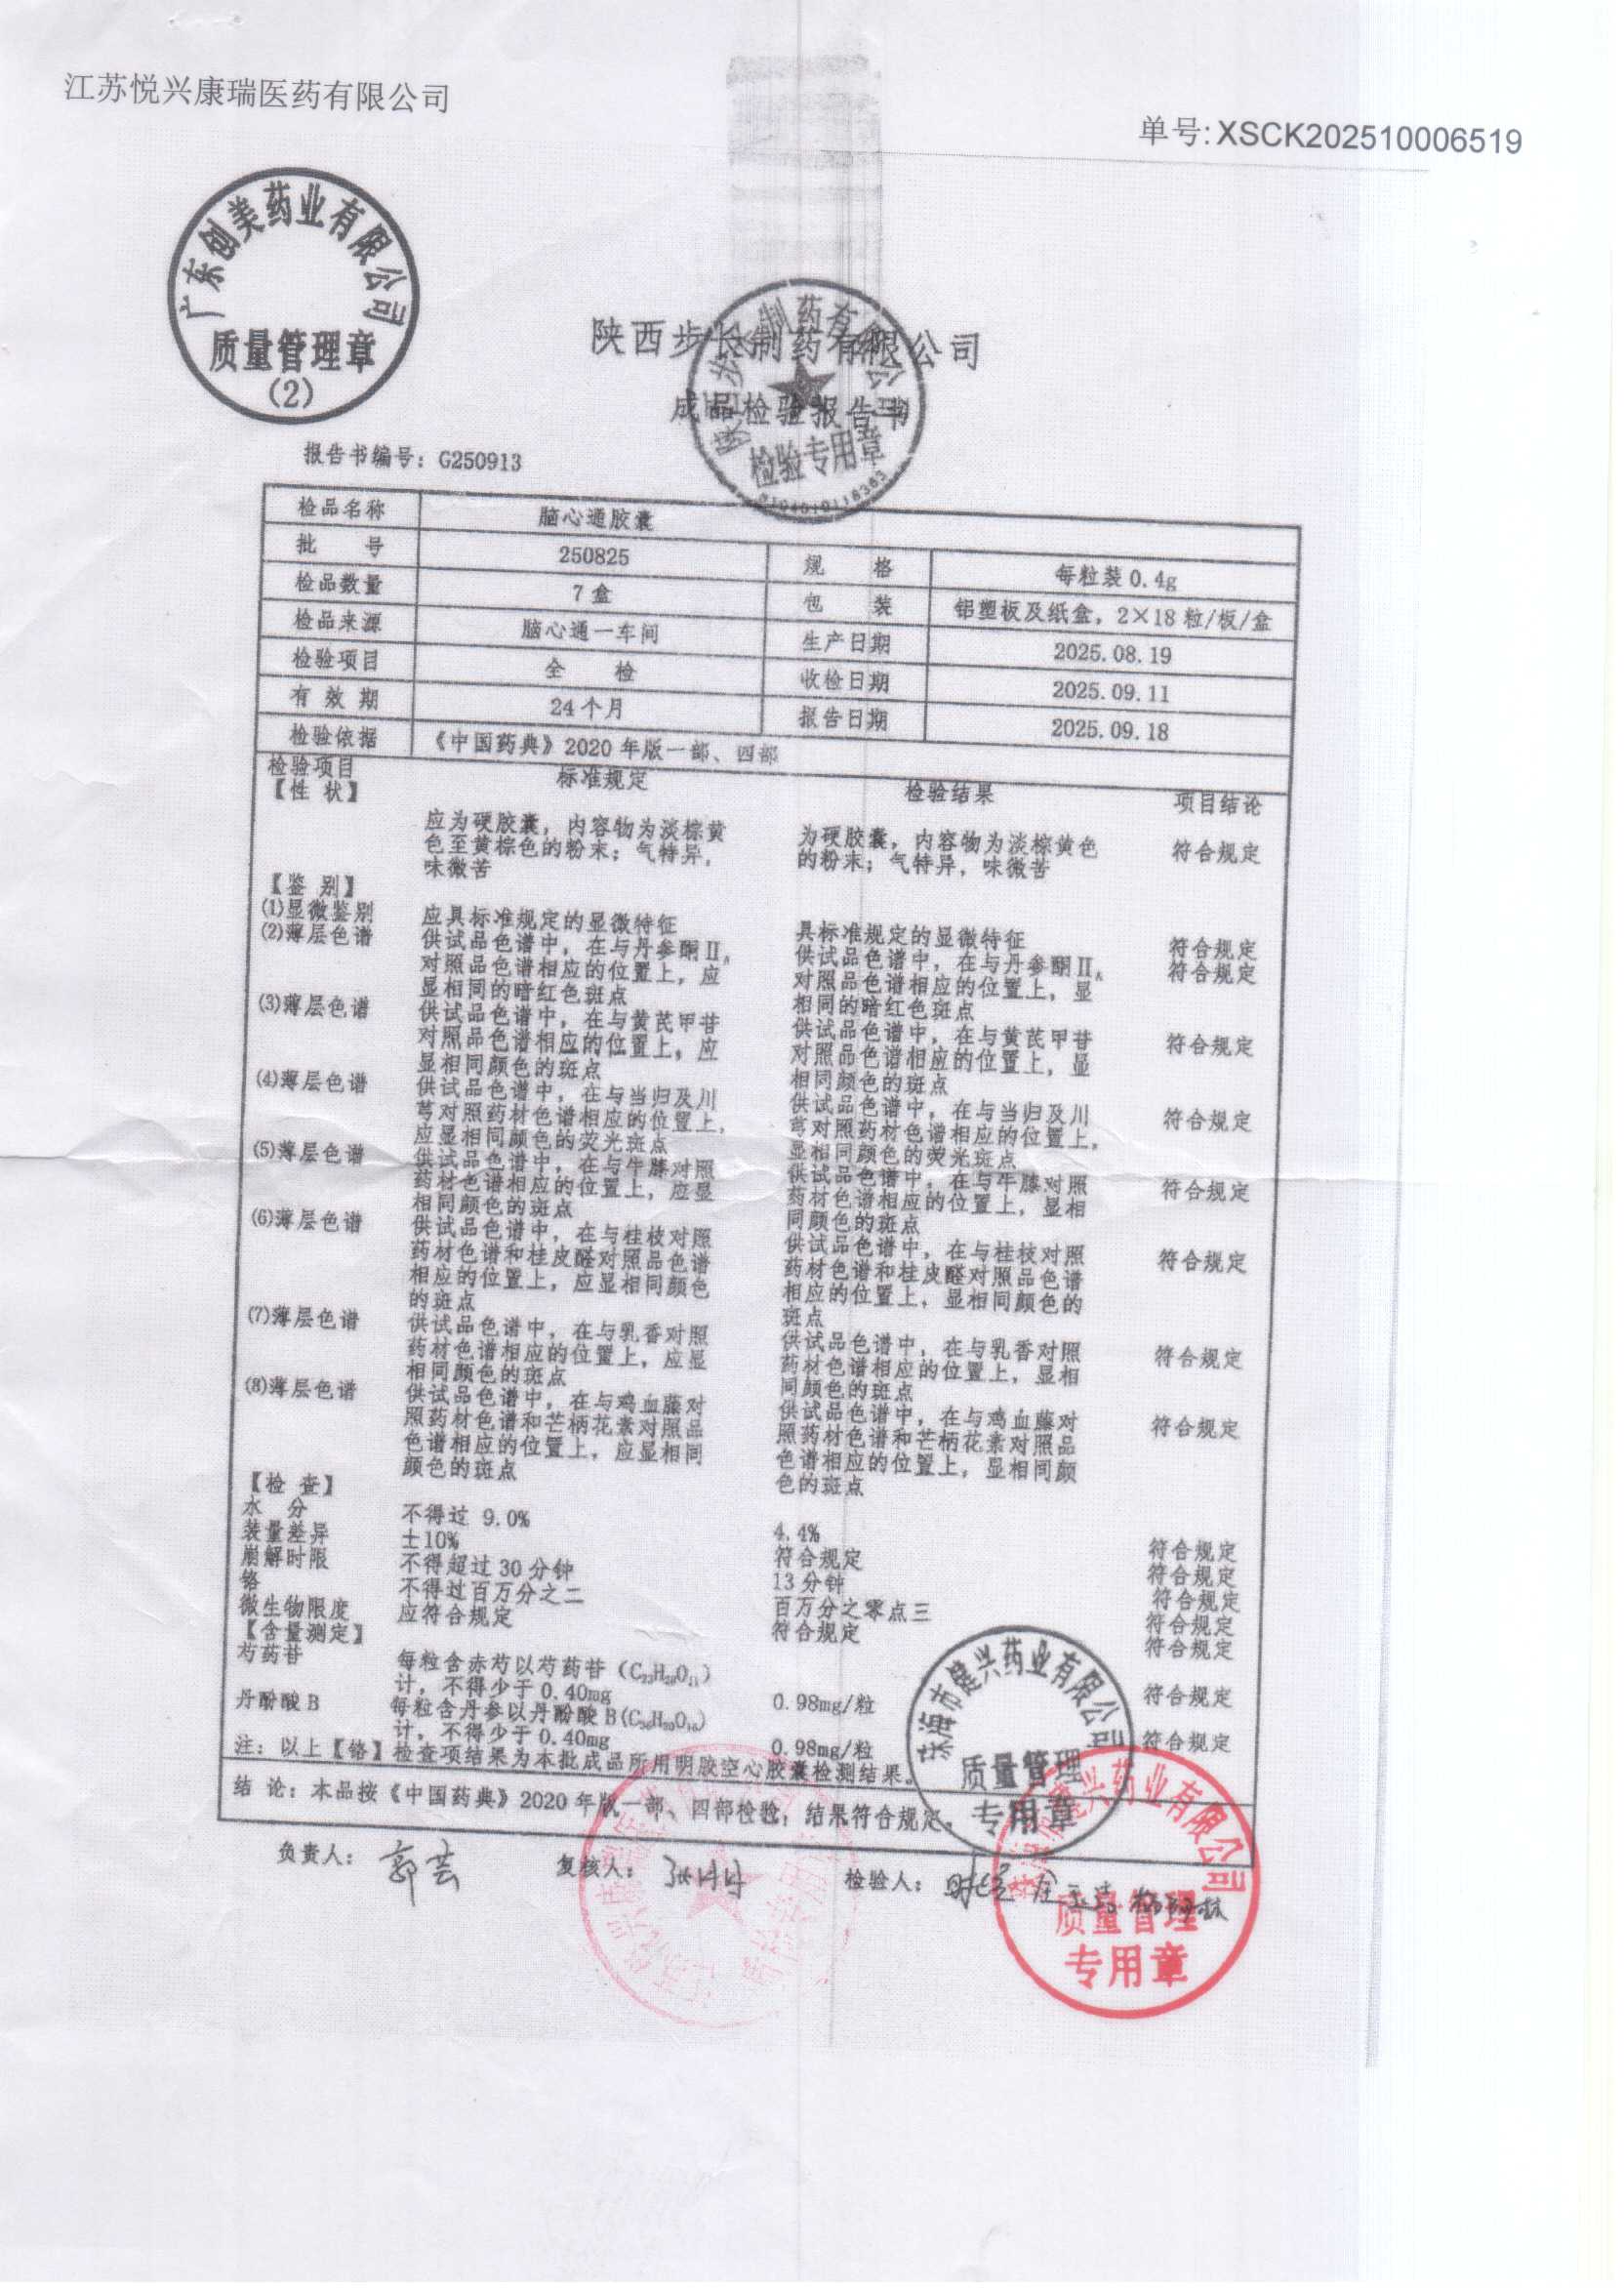 江苏悦兴康瑞医药有限公司
单号: XSCK202510006519
广东创美药业有限公司
质量管理章
(2)
陕西步长制药有限公司
成品检验报告书
检验专用章
报告书编号: G250913
检品名称 脑心通胶囊
批 号 250825 规 格 每粒装 0.4g
检品数量 7 盒 包 装 铝塑板及纸盒，2×18 粒/板/盒
检品来源 脑心通一车间 生产日期 2025.08.19
检验项目 全 检 收检日期 2025.09.11
有 效 期 24 个月 报告日期 2025.09.18
检验依据 《中国药典》2020 年版一部、四部
检验项目 标准规定 检验结果 项目结论
【性 状】
应为硬胶囊，内容物为淡棕黄 为硬胶囊，内容物为淡棕黄色 符合规定
色至黄棕色的粉末；气特异， 的粉末；气特异，味微苦
味微苦
【鉴 别】
⑴显微鉴别 应具标准规定的显微特征 具标准规定的显微特征 符合规定
⑵薄层色谱 供试品色谱中，在与丹参酮Ⅱ_A 供试品色谱中，在与丹参酮Ⅱ_A 符合规定
对照品色谱相应的位置上，应 对照品色谱相应的位置上，显
显相同的暗红色斑点 相同的暗红色斑点
⑶薄层色谱 供试品色谱中，在与黄芪甲苷 供试品色谱中，在与黄芪甲苷 符合规定
对照品色谱相应的位置上，应 对照品色谱相应的位置上，显
显相同颜色的斑点 相同颜色的斑点
⑷薄层色谱 供试品色谱中，在与当归及川 供试品色谱中，在与当归及川 符合规定
芎对照药材色谱相应的位置上， 芎对照药材色谱相应的位置上，
应显相同颜色的荧光斑点 显相同颜色的荧光斑点
⑸薄层色谱 供试品色谱中，在与牛膝对照 供试品色谱中，在与牛膝对照 符合规定
药材色谱相应的位置上，应显 药材色谱相应的位置上，显相
相同颜色的斑点 同颜色的斑点
⑹薄层色谱 供试品色谱中，在与桂枝对照 供试品色谱中，在与桂枝对照 符合规定
药材色谱和桂皮醛对照品色谱 药材色谱和桂皮醛对照品色谱
相应的位置上，应显相同颜色 相应的位置上，显相同颜色的
的斑点 斑点
⑺薄层色谱 供试品色谱中，在与乳香对照 供试品色谱中，在与乳香对照 符合规定
药材色谱相应的位置上，应显 药材色谱相应的位置上，显相
相同颜色的斑点 同颜色的斑点
⑻薄层色谱 供试品色谱中，在与鸡血藤对 供试品色谱中，在与鸡血藤对 符合规定
照药材色谱和芒柄花素对照品 照药材色谱和芒柄花素对照品
色谱相应的位置上，应显相同 色谱相应的位置上，显相同颜
颜色的斑点 色的斑点
【检 查】
水 分 不得过 9.0% 4.4% 符合规定
装量差异 ±10% 符合规定 符合规定
崩解时限 不得超过 30 分钟 13 分钟 符合规定
铬 不得过百万分之二 百万分之零点三 符合规定
微生物限度 应符合规定 符合规定 符合规定
【含量测定】
芍药苷 每粒含赤芍以芍药苷（C₂₃H₂₈O₁₁） 0.98mg/粒 符合规定
计，不得少于 0.40mg
丹酚酸 B 每粒含丹参以丹酚酸 B(C₃₆H₃₀O₁₆) 0.98mg/粒 符合规定
计，不得少于 0.40mg
注：以上【铬】检查项结果为本批成品所用明胶空心胶囊检测结果。
结 论：本品按《中国药典》2020 年版一部、四部检验，结果符合规定。
市健兴药业有限公司
质量管理
专用章
负责人: 郭芸 复核人: 检验人:
兴药业有限公司
质量管理
专用章